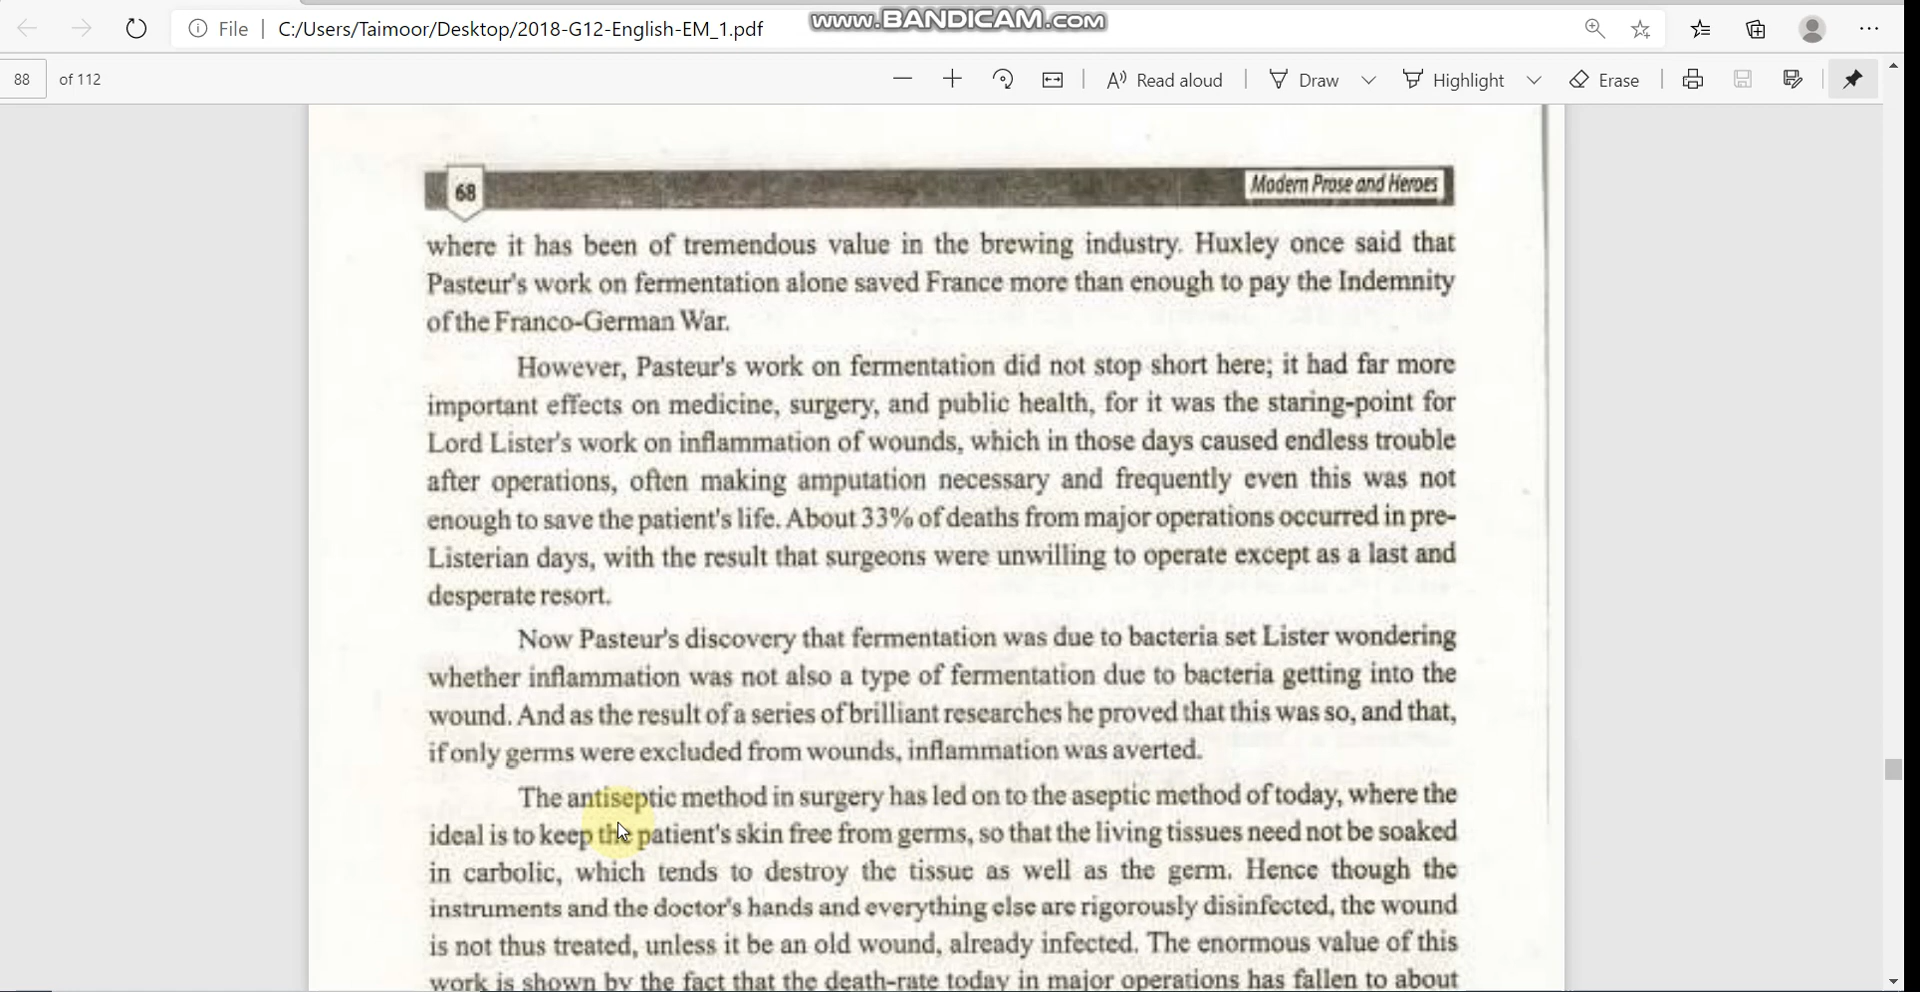 www.BANDICAM.com
File | C:/Users/Taimoor/Desktop/2018-G12-English-EM_1.pdf
88 of 112
Read aloud
Draw
Highlight
Erase
68
Modern Prose and Heroes
where it has been of tremendous value in the brewing industry. Huxley once said that
Pasteur's work on fermentation alone saved France more than enough to pay the Indemnity
of the Franco-German War.
However, Pasteur's work on fermentation did not stop short here; it had far more
important effects on medicine, surgery, and public health, for it was the staring-point for
Lord Lister's work on inflammation of wounds, which in those days caused endless trouble
after operations, often making amputation necessary and frequently even this was not
enough to save the patient's life. About 33% of deaths from major operations occurred in pre-
Listerian days, with the result that surgeons were unwilling to operate except as a last and
desperate resort.
Now Pasteur's discovery that fermentation was due to bacteria set Lister wondering
whether inflammation was not also a type of fermentation due to bacteria getting into the
wound. And as the result of a series of brilliant researches he proved that this was so, and that,
if only germs were excluded from wounds, inflammation was averted.
The antiseptic method in surgery has led on to the aseptic method of today, where the
ideal is to keep the patient's skin free from germs, so that the living tissues need not be soaked
in carbolic, which tends to destroy the tissue as well as the germ. Hence though the
instruments and the doctor's hands and everything else are rigorously disinfected, the wound
is not thus treated, unless it be an old wound, already infected. The enormous value of this
work is shown by the fact that the death-rate today in major operations has fallen to about